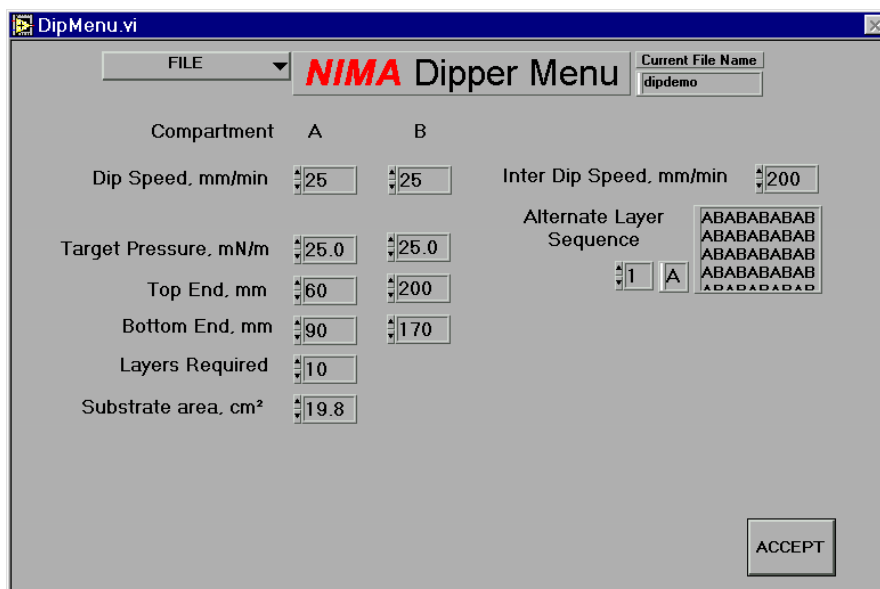 DipMenu.vi
FILE
NIMA Dipper Menu
Current File Name
dipdemo
Compartment A B
Dip Speed, mm/min 25 25
Inter Dip Speed, mm/min 200
Alternate Layer
Sequence
1 A
ABABABABAB
ABABABABAB
ABABABABAB
ABABABABAB
ABABABABAB
Target Pressure, mN/m 25.0 25.0
Top End, mm 60 200
Bottom End, mm 90 170
Layers Required 10
Substrate area, cm² 19.8
ACCEPT